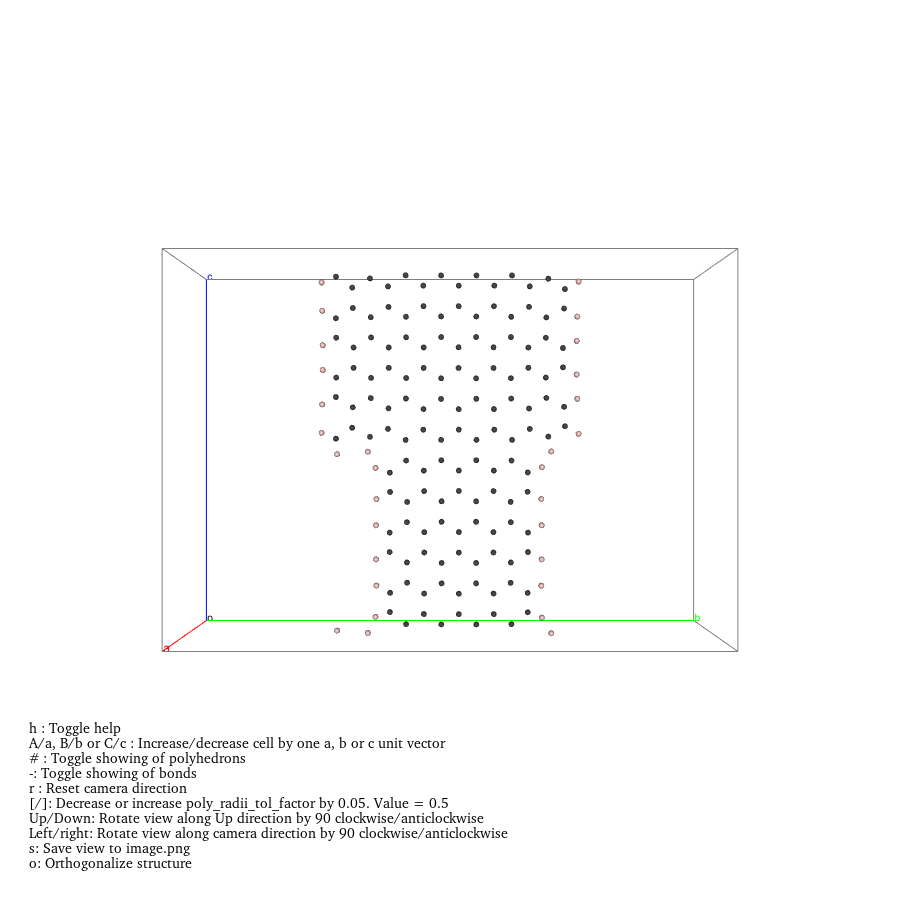 c
o
b
a
h : Toggle help
A/a, B/b or C/c : Increase/decrease cell by one a, b or c unit vector
# : Toggle showing of polyhedrons
-: Toggle showing of bonds
r : Reset camera direction
[/]: Decrease or increase poly_radii_tol_factor by 0.05. Value = 0.5
Up/Down: Rotate view along Up direction by 90 clockwise/anticlockwise
Left/right: Rotate view along camera direction by 90 clockwise/anticlockwise
s: Save view to image.png
o: Orthogonalize structure